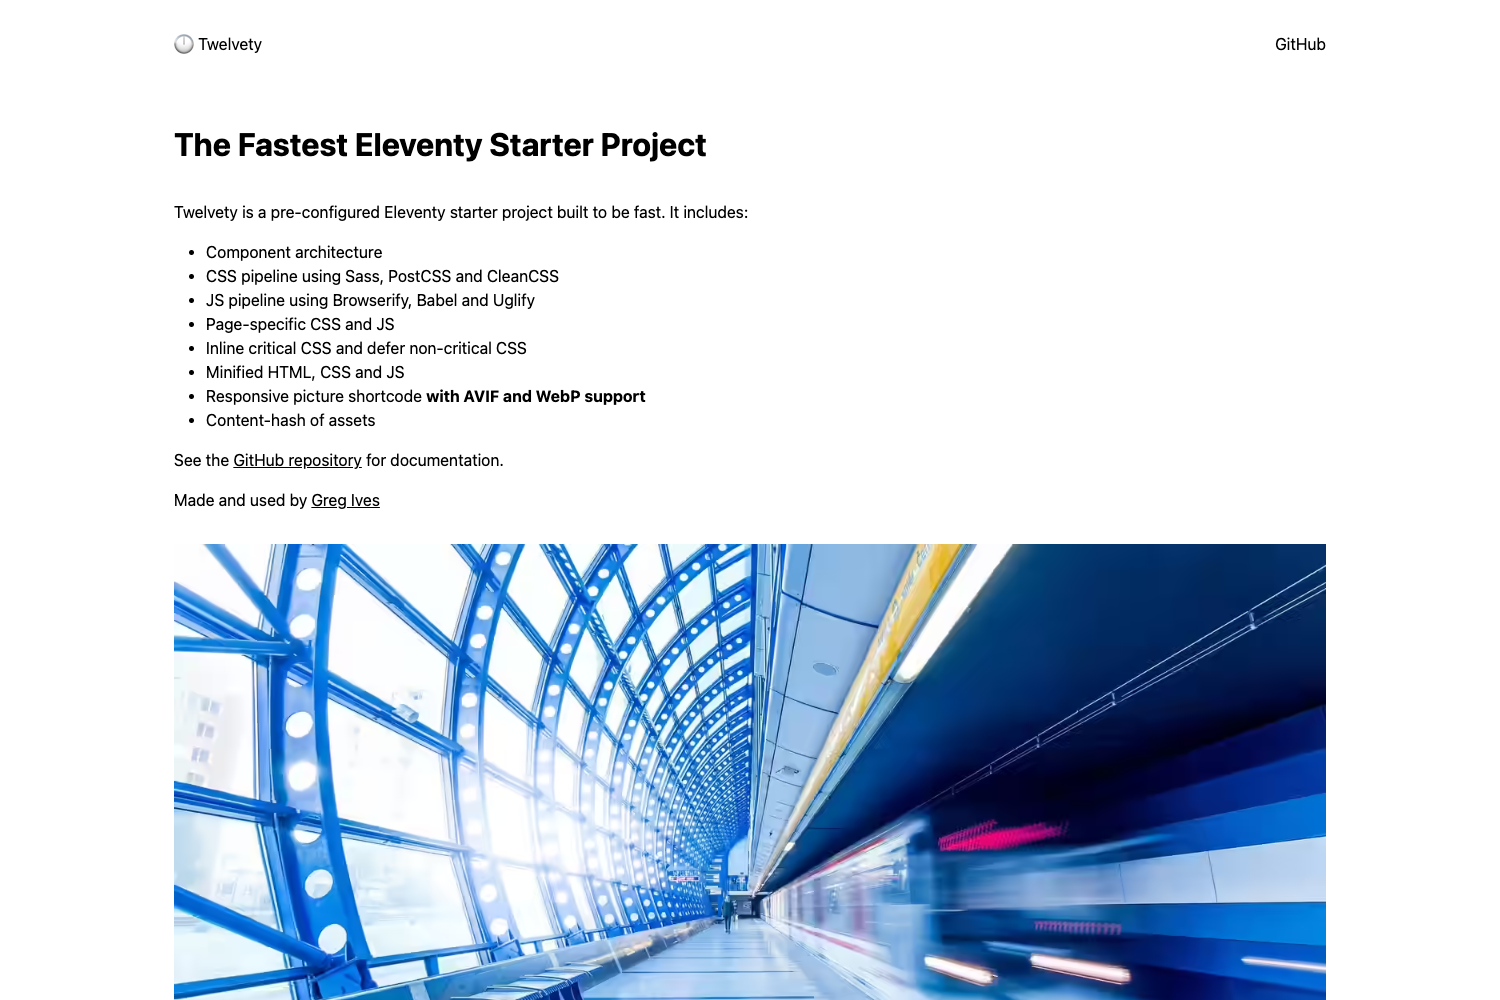 Twelvety
GitHub
The Fastest Eleventy Starter Project
Twelvety is a pre-configured Eleventy starter project built to be fast. It includes:
• Component architecture
• CSS pipeline using Sass, PostCSS and CleanCSS
• JS pipeline using Browserify, Babel and Uglify
• Page-specific CSS and JS
• Inline critical CSS and defer non-critical CSS
• Minified HTML, CSS and JS
• Responsive picture shortcode with AVIF and WebP support
• Content-hash of assets
See the GitHub repository for documentation.
Made and used by Greg Ives